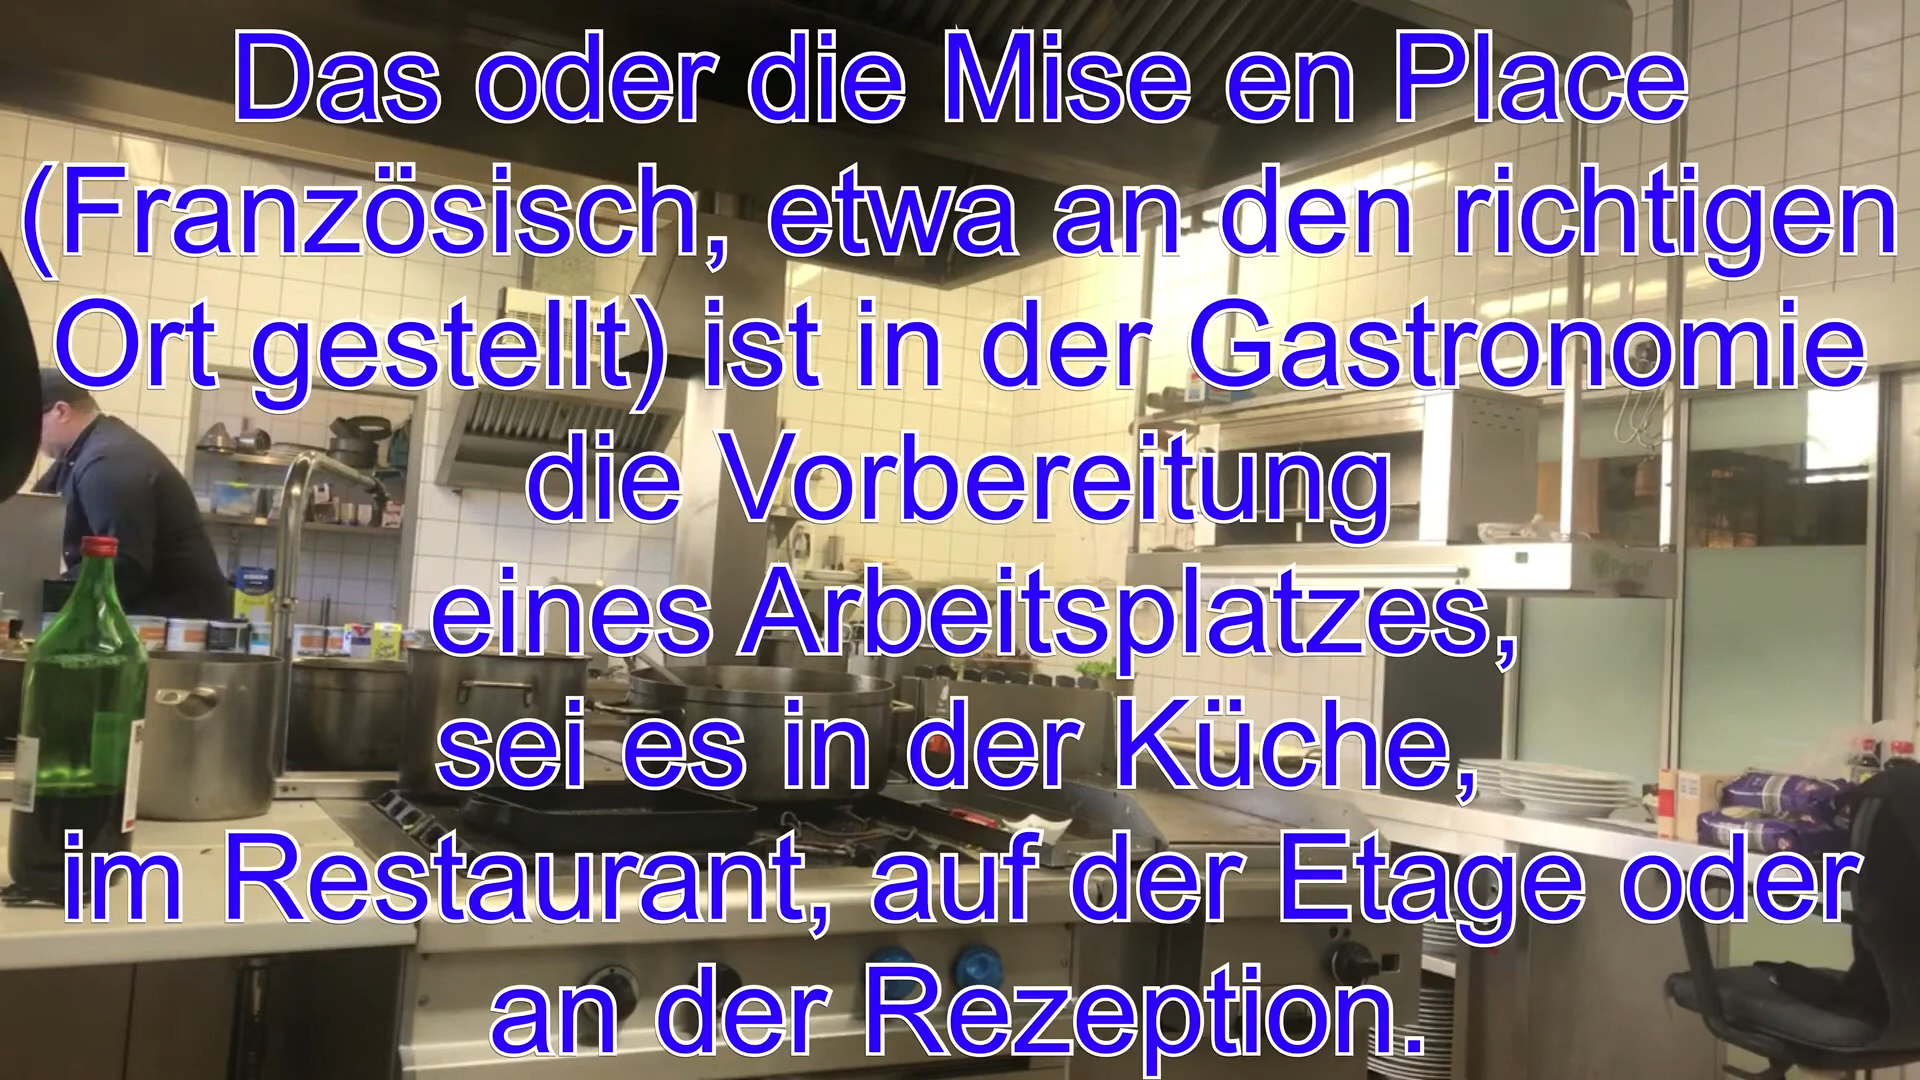 Das oder die Mise en Place
(Französisch, etwa an den richtigen
Ort gestellt) ist in der Gastronomie
die Vorbereitung
eines Arbeitsplatzes,
sei es in der Küche,
im Restaurant, auf der Etage oder
an der Rezeption.